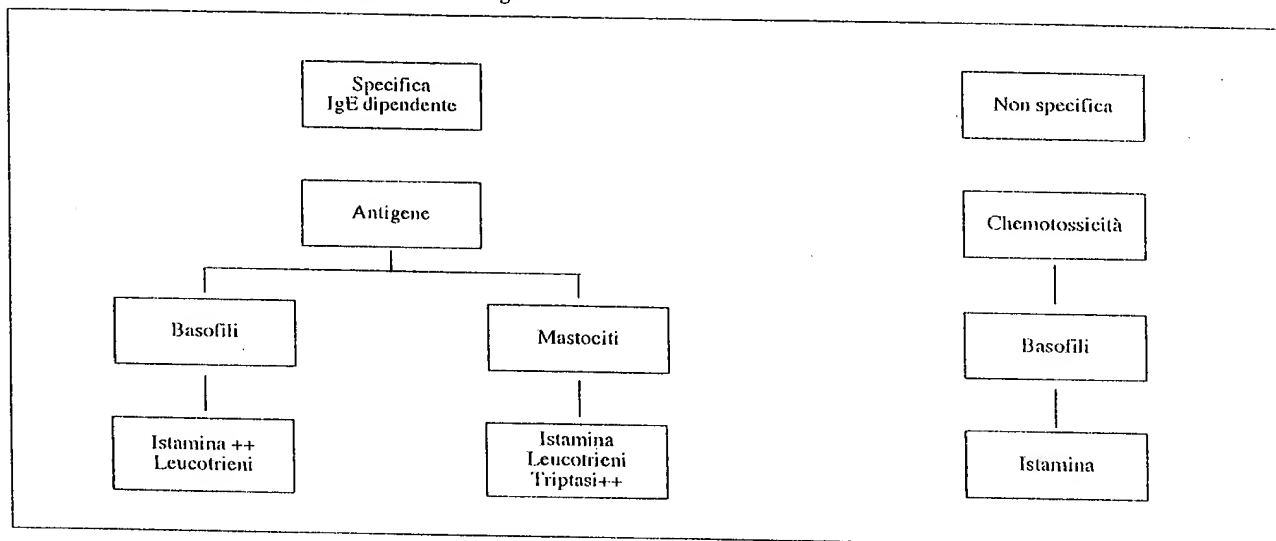 Specifica
IgE dipendente
Non specifica
Antigene
Chemotossicità
Basofili
Mastociti
Basofili
Istamina ++
Leucotrieni
Istamina
Leucotrieni
Triptasi++
Istamina